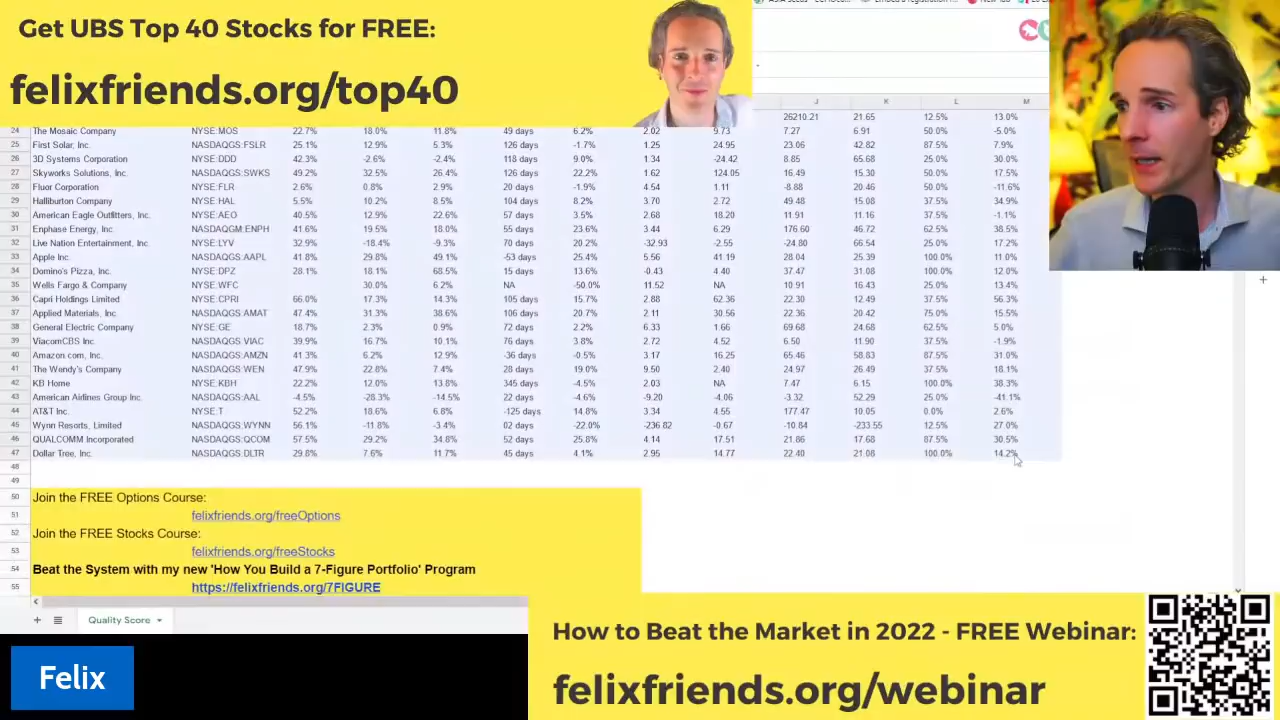 Get UBS Top 40 Stocks for FREE:
felixfriends.org/top40
J K L M
26210.21 21.65 12.5% 13.0%
24 The Mosaic Company NYSE:MOS 22.7% 18.0% 11.8% 49 days 6.2% 2.02 9.73 7.27 6.91 50.0% -5.0%
25 First Solar, Inc. NASDAQGS:FSLR 25.1% 12.9% 5.3% 126 days -1.7% 1.25 24.95 23.06 42.82 87.5% 7.9%
26 3D Systems Corporation NYSE:DDD 42.3% -2.6% -2.4% 118 days 9.0% 1.34 -24.42 8.85 65.68 25.0% 30.0%
27 Skyworks Solutions, Inc. NASDAQGS:SWKS 49.2% 32.5% 26.4% 126 days 22.2% 1.62 124.05 16.49 15.30 50.0% 17.5%
28 Fluor Corporation NYSE:FLR 2.6% 0.8% 2.9% 20 days -1.9% 4.54 1.11 -8.88 20.46 50.0% -11.6%
29 Halliburton Company NYSE:HAL 5.5% 10.2% 8.5% 104 days 8.2% 3.70 2.72 49.48 15.08 37.5% 34.9%
30 American Eagle Outfitters, Inc. NYSE:AEO 40.5% 12.9% 22.6% 57 days 3.5% 2.68 18.20 11.91 11.16 37.5% -1.1%
31 Enphase Energy, Inc. NASDAQGM:ENPH 41.6% 19.5% 18.0% 55 days 23.6% 3.44 6.29 176.60 46.72 62.5% 38.5%
32 Live Nation Entertainment, Inc. NYSE:LYV 32.9% -18.4% -9.3% 70 days 20.2% -32.93 -2.55 -24.80 66.54 25.0% 17.2%
33 Apple Inc. NASDAQGS:AAPL 41.8% 29.8% 49.1% -53 days 25.4% 5.56 41.19 28.04 25.39 100.0% 11.0%
34 Domino's Pizza, Inc. NYSE:DPZ 28.1% 18.1% 68.5% 15 days 13.6% -0.43 4.40 37.47 31.08 100.0% 12.0%
35 Wells Fargo & Company NYSE:WFC 30.0% 6.2% NA -50.0% 11.52 NA 10.91 16.43 25.0% 13.4%
36 Capri Holdings Limited NYSE:CPRI 66.0% 17.3% 14.3% 105 days 15.7% 2.88 62.36 22.30 12.49 37.5% 56.3%
37 Applied Materials, Inc. NASDAQGS:AMAT 47.4% 31.3% 38.6% 106 days 20.7% 2.11 30.56 22.36 20.42 75.0% 15.5%
38 General Electric Company NYSE:GE 18.7% 2.3% 0.9% 72 days 2.2% 6.33 1.66 69.68 24.68 62.5% 5.0%
39 ViacomCBS Inc. NASDAQGS:VIAC 39.9% 16.7% 10.1% 76 days 3.8% 2.72 4.52 6.50 11.90 37.5% -1.9%
40 Amazon.com, Inc. NASDAQGS:AMZN 41.3% 6.2% 12.9% -36 days -0.5% 3.17 16.25 65.46 58.83 87.5% 31.0%
41 The Wendy's Company NASDAQGS:WEN 47.9% 22.8% 7.4% 28 days 19.0% 9.50 2.40 24.97 26.49 37.5% 18.1%
42 KB Home NYSE:KBH 22.2% 12.0% 13.8% 345 days -4.5% 2.03 NA 7.47 6.15 100.0% 38.3%
43 American Airlines Group Inc. NASDAQGS:AAL -4.5% -28.3% -14.5% 22 days -4.6% -9.20 -4.06 -3.32 52.29 25.0% -41.1%
44 AT&T Inc. NYSE:T 52.2% 18.6% 6.8% -125 days 14.8% 3.34 4.55 177.47 10.05 0.0% 2.6%
45 Wynn Resorts, Limited NASDAQGS:WYNN 56.1% -11.8% -3.4% 02 days -22.0% -236.82 -0.67 -10.84 -233.55 12.5% 27.0%
46 QUALCOMM Incorporated NASDAQGS:QCOM 57.5% 29.2% 34.8% 52 days 25.8% 4.14 17.51 21.86 17.68 87.5% 30.5%
47 Dollar Tree, Inc. NASDAQGS:DLTR 29.8% 7.6% 11.7% 45 days 4.1% 2.95 14.77 22.40 21.08 100.0% 14.2%
48
49
50 Join the FREE Options Course:
51 felixfriends.org/freeOptions
52 Join the FREE Stocks Course:
53 felixfriends.org/freeStocks
54 Beat the System with my new 'How You Build a 7-Figure Portfolio' Program
55 https://felixfriends.org/7FIGURE
Quality Score
How to Beat the Market in 2022 - FREE Webinar:
felixfriends.org/webinar
Felix